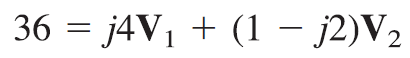 36 = j4V₁ + (1 − j2)V₂